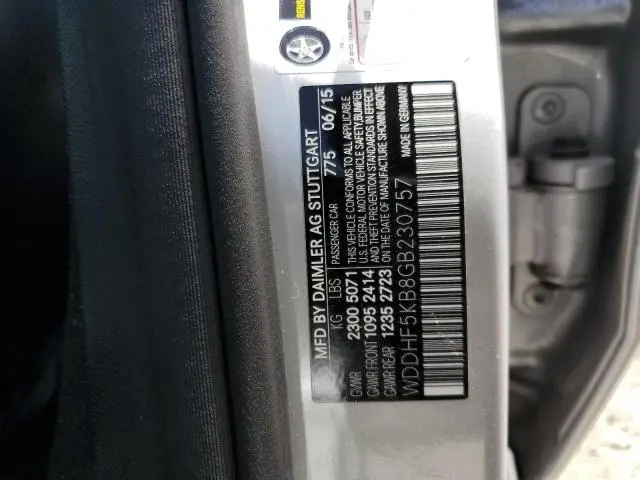 MFD BY DAIMLER AG STUTTGART
775 06/15
PASSENGER CAR
THIS VEHICLE CONFORMS TO ALL APPLICABLE
U.S. FEDERAL MOTOR VEHICLE SAFETY, BUMPER
AND THEFT PREVENTION STANDARDS IN EFFECT
ON THE DATE OF MANUFACTURE SHOWN ABOVE
KG LBS
GVWR 2300 5071
GAWR FRONT 1095 2414
GAWR REAR 1235 2723
MADE IN GERMANY
WDDHF5KB8GB230757